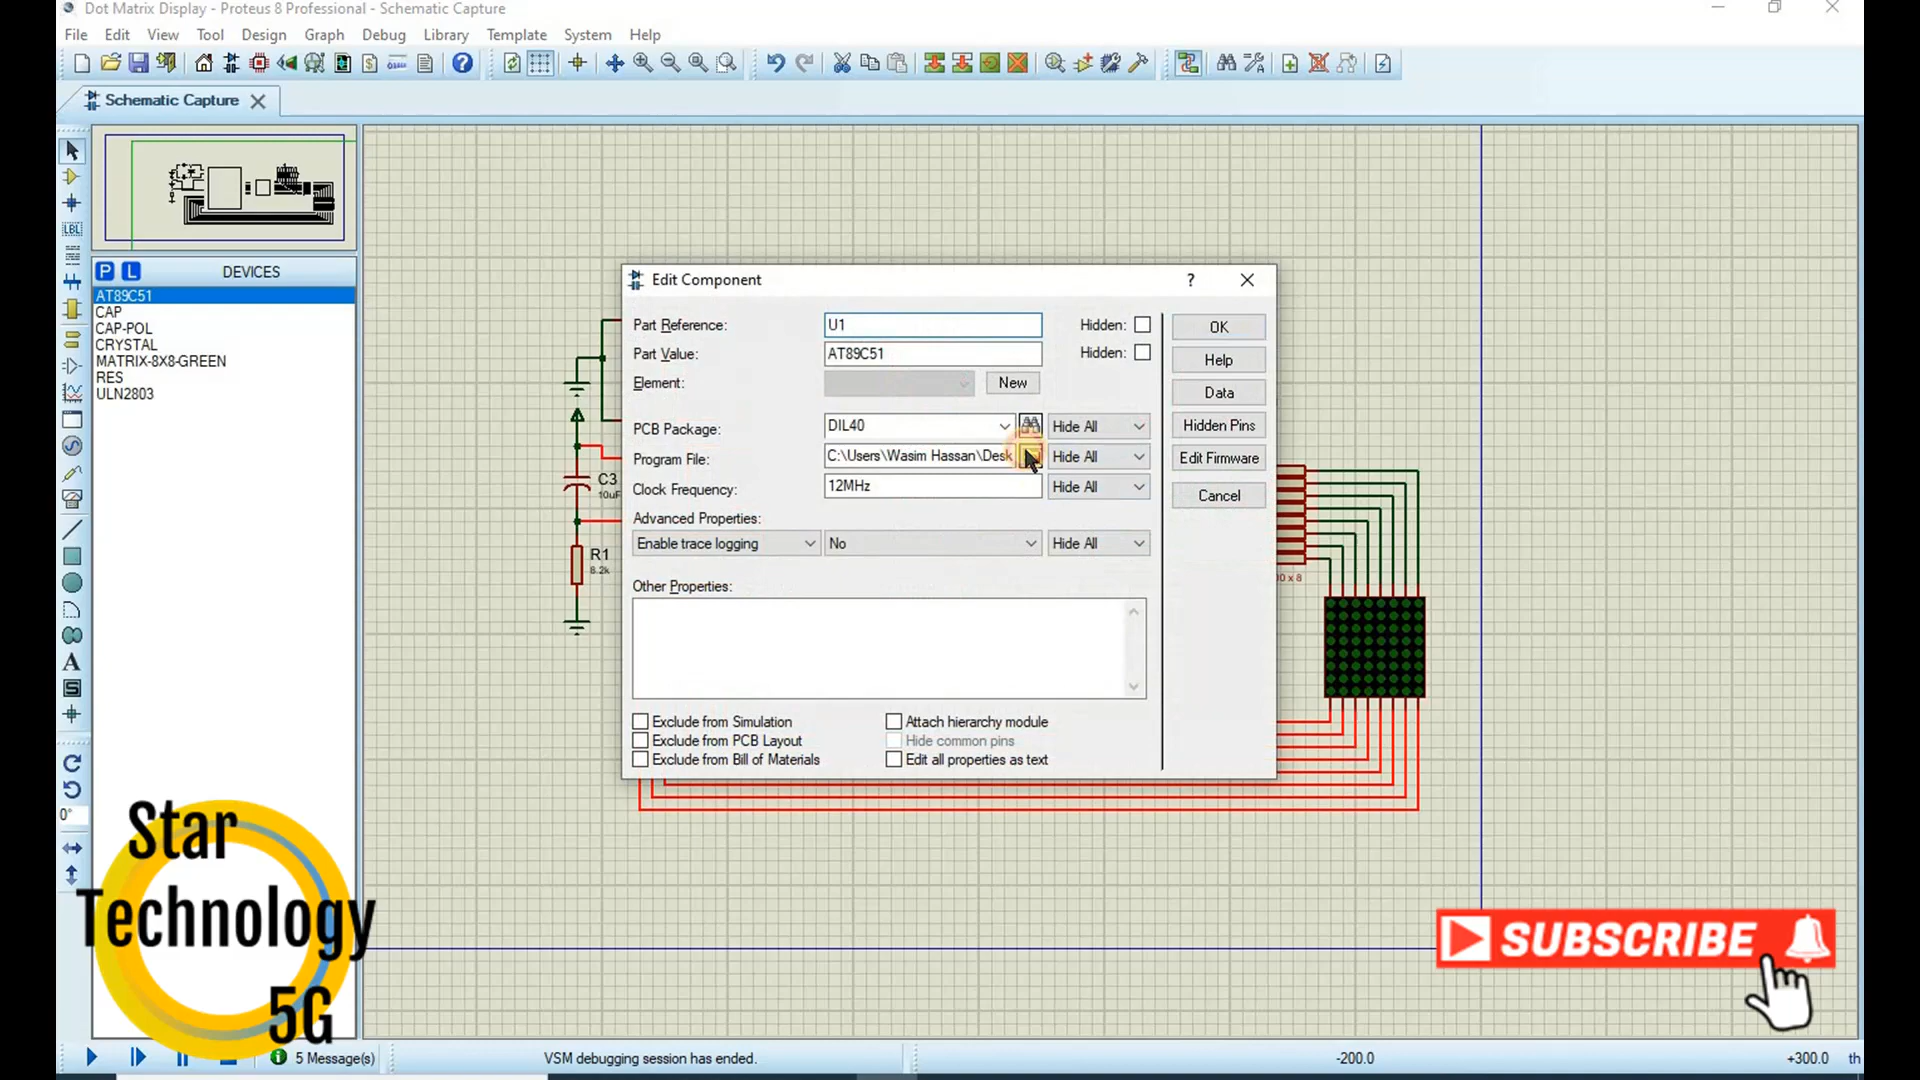 Dot Matrix Display - Proteus 8 Professional - Schematic Capture
File Edit View Tool Design Graph Debug Library Template System Help
Schematic Capture
P L DEVICES
AT89C51
CAP
CAP-POL
CRYSTAL
MATRIX-8X8-GREEN
RES
ULN2803
LBL
A
S
0°
C3
10uF
R1
8.2k
Edit Component
?
Part Reference: U1 Hidden:
Part Value: AT89C51 Hidden:
Element: New
PCB Package: DIL40 Hide All
Program File: C:\Users\Wasim Hassan\Desk Hide All
Clock Frequency: 12MHz Hide All
Advanced Properties:
Enable trace logging No Hide All
Other Properties:
Exclude from Simulation Attach hierarchy module
Exclude from PCB Layout Hide common pins
Exclude from Bill of Materials Edit all properties as text
OK
Help
Data
Hidden Pins
Edit Firmware
Cancel
Star
Technology
5G
SUBSCRIBE
5 Message(s) VSM debugging session has ended. -200.0 +300.0 th